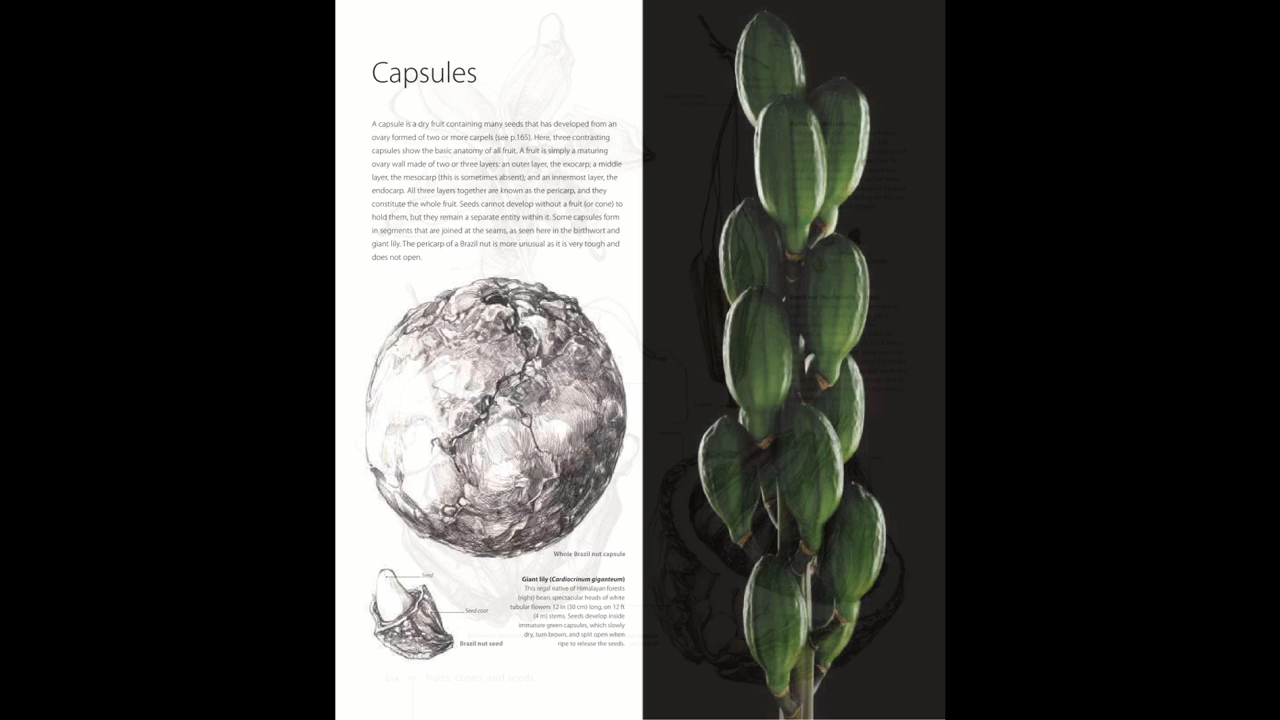 Capsules
A capsule is a dry fruit containing many seeds that has developed from an
ovary formed of two or more carpels (see p.165). Here, three contrasting
capsules show the basic anatomy of all fruit. A fruit is simply a maturing
ovary wall made of two or three layers: an outer layer, the exocarp; a middle
layer, the mesocarp (this is sometimes absent); and an innermost layer, the
endocarp. All three layers together are known as the pericarp, and they
constitute the whole fruit. Seeds cannot develop without a fruit (or cone) to
hold them, but they remain a separate entity within it. Some capsules form
in segments that are joined at the seams, as seen here in the birthwort and
giant lily. The pericarp of a Brazil nut is more unusual as it is very tough and
does not open.
Whole Brazil nut capsule
Seed
Seed coat
Brazil nut seed
Giant lily (Cardiocrinum giganteum)
This regal native of Himalayan forests
(right) bears spectacular heads of white
tubular flowers 12 in (30 cm) long, on 12 ft
(4 m) stems. Seeds develop inside
immature green capsules, which slowly
dry, turn brown, and split open when
ripe to release the seeds.
fruits, cones, and seeds